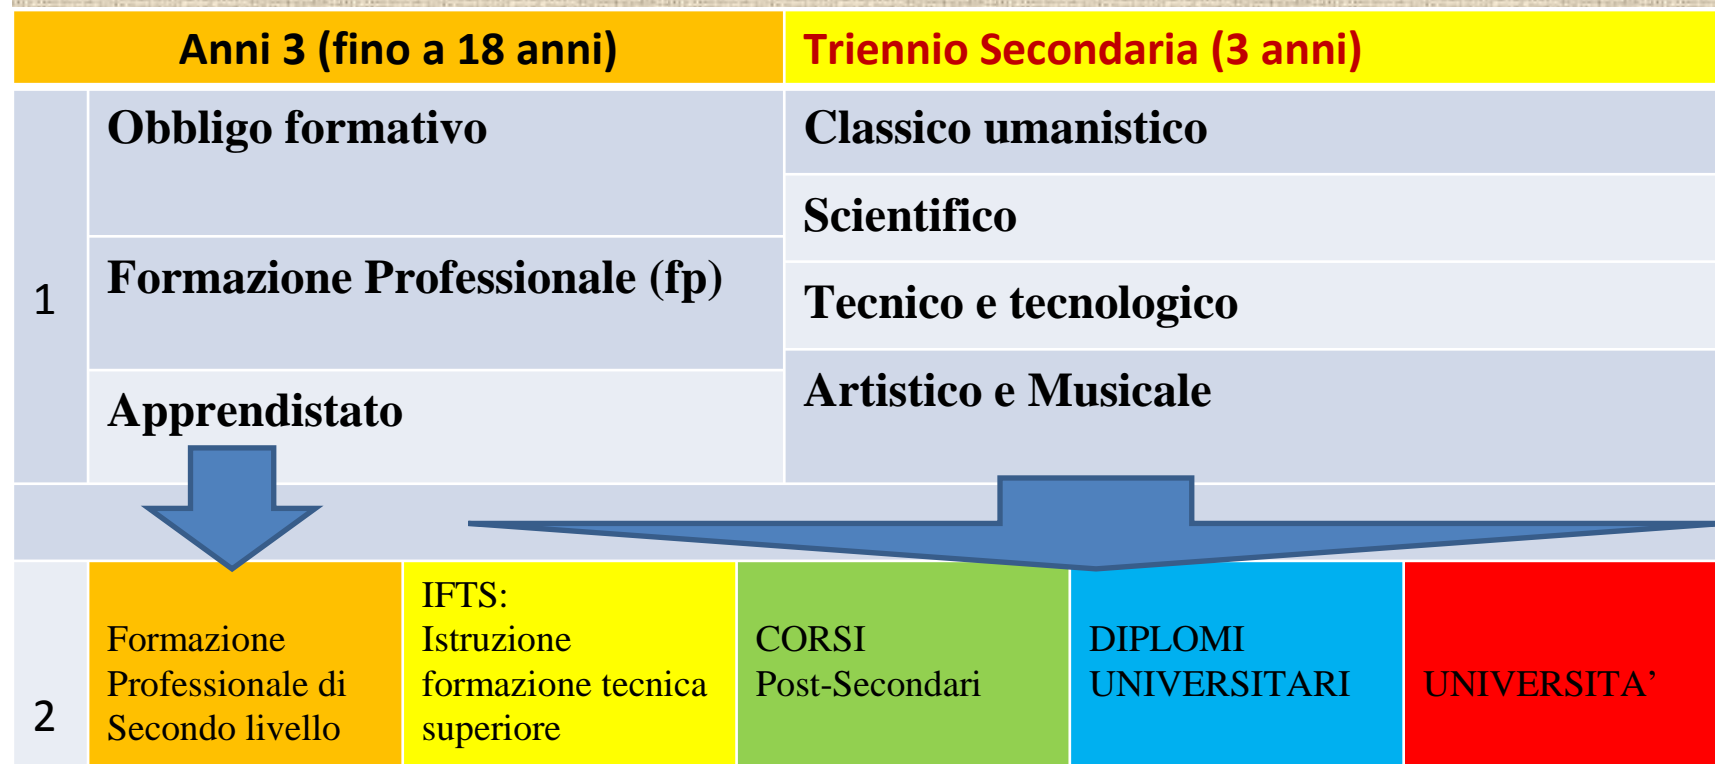 Anni 3 (fino a 18 anni)
Triennio Secondaria (3 anni)
1
Obbligo formativo
Formazione Professionale (fp)
Apprendistato
Classico umanistico
Scientifico
Tecnico e tecnologico
Artistico e Musicale
2
Formazione
Professionale di
Secondo livello
IFTS:
Istruzione
formazione tecnica
superiore
CORSI
Post-Secondari
DIPLOMI
UNIVERSITARI
UNIVERSITA’